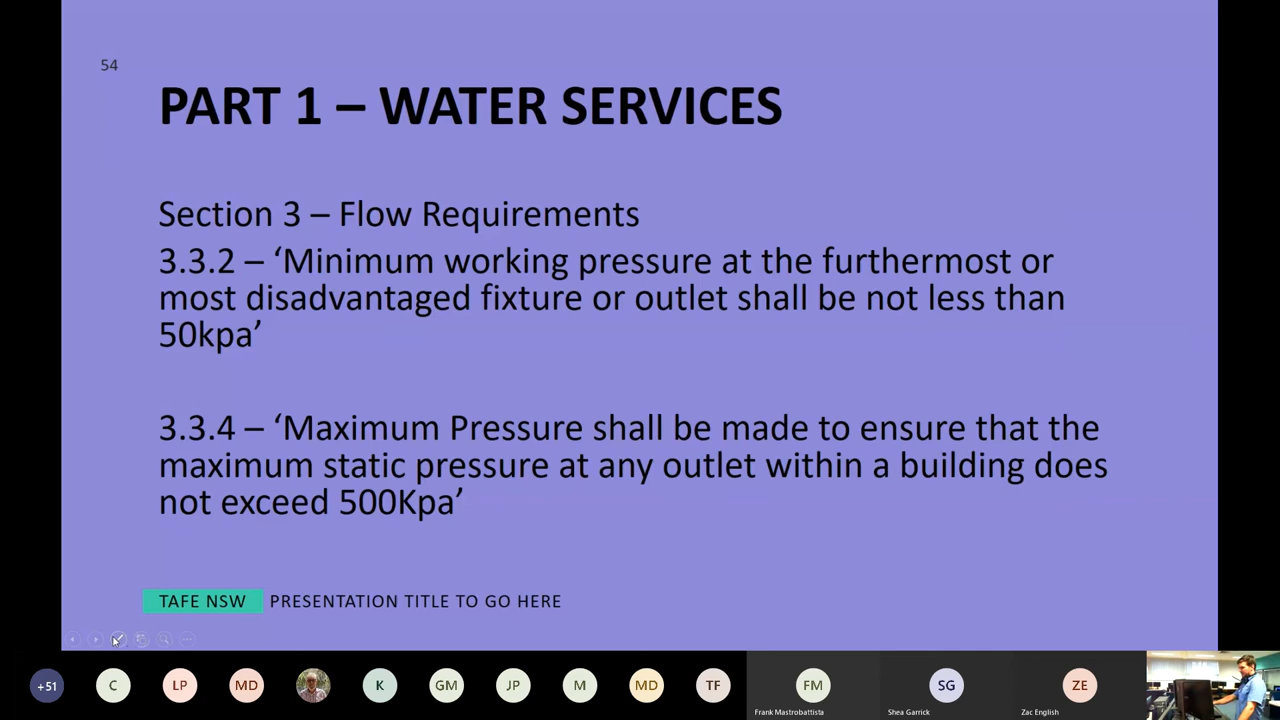 54
PART 1 – WATER SERVICES
Section 3 – Flow Requirements
3.3.2 – ‘Minimum working pressure at the furthermost or
most disadvantaged fixture or outlet shall be not less than
50kpa’
3.3.4 – ‘Maximum Pressure shall be made to ensure that the
maximum static pressure at any outlet within a building does
not exceed 500Kpa’
TAFE NSW PRESENTATION TITLE TO GO HERE
+51 C LP MD K GM JP M MD TF FM SG ZE
Frank Mastrobattista Shea Garrick Zac English